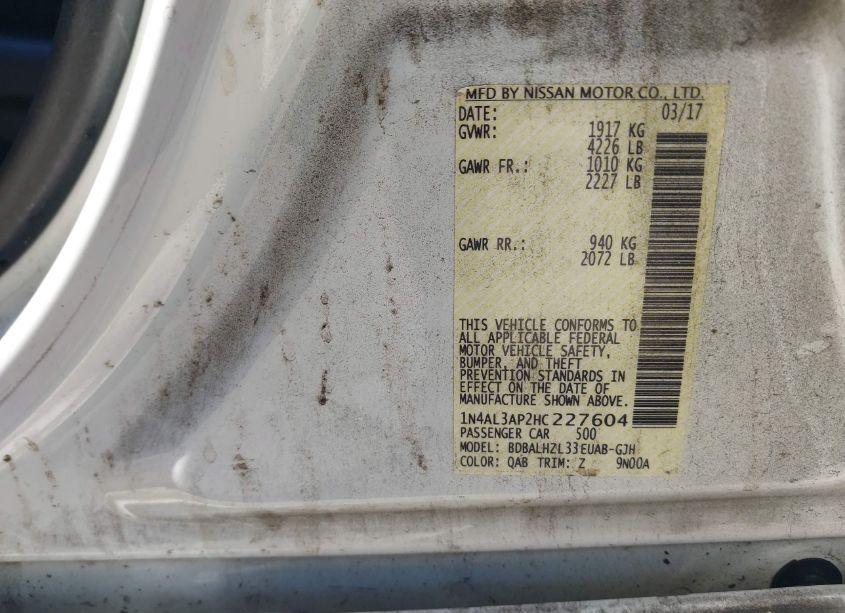 MFD BY NISSAN MOTOR CO., LTD.
DATE: 03/17
GVWR: 1917 KG
4226 LB
GAWR FR.: 1010 KG
2227 LB
GAWR RR.: 940 KG
2072 LB
THIS VEHICLE CONFORMS TO
ALL APPLICABLE FEDERAL
MOTOR VEHICLE SAFETY,
BUMPER, AND THEFT
PREVENTION STANDARDS IN
EFFECT ON THE DATE OF
MANUFACTURE SHOWN ABOVE.
1N4AL3AP2HC227604
PASSENGER CAR 500
MODEL: BDBALHZL33EUAB-GJH
COLOR: QAB TRIM: Z 9N00A